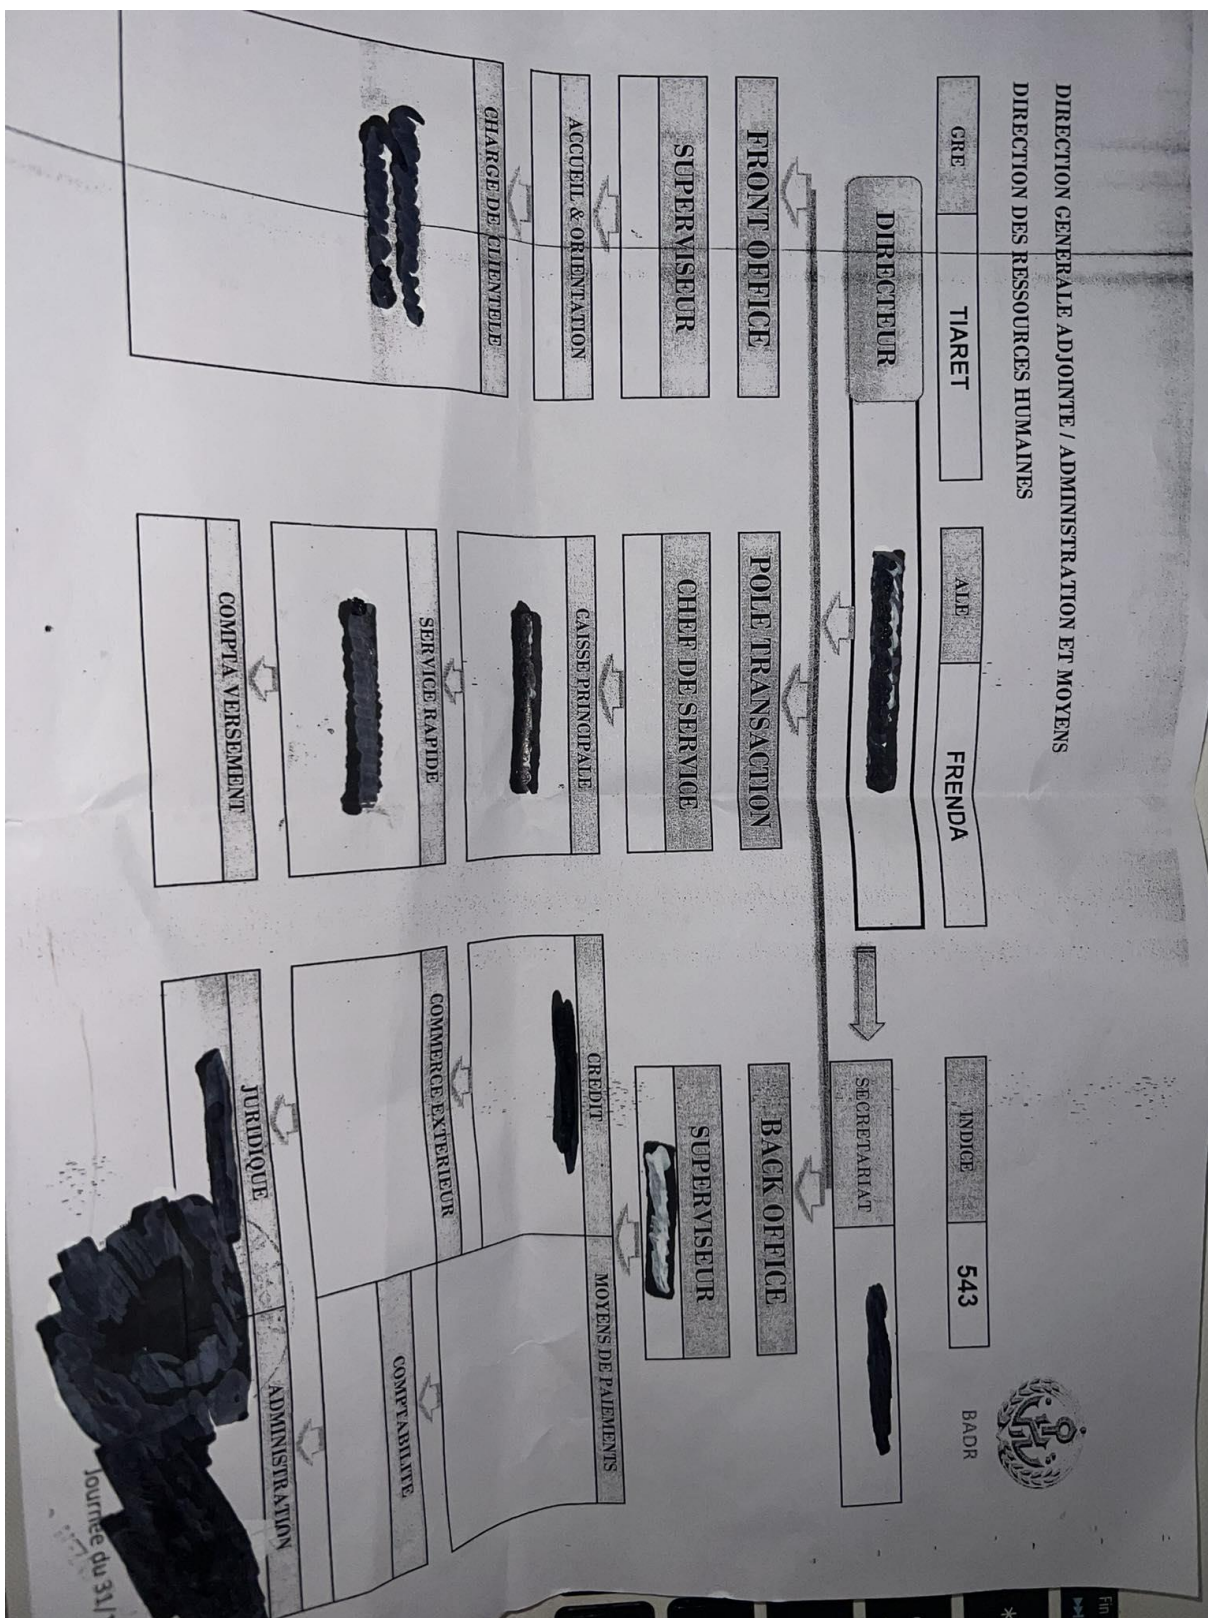 DIRECTION GENERALE ADJOINTE / ADMINISTRATION ET MOYENS
DIRECTION DES RESSOURCES HUMAINES
GRE TIARET ALE FRENDA INDICE 543
BADR
DIRECTEUR
SECRETARIAT
FRONT OFFICE
SUPERVISEUR
ACCUEIL & ORIENTATION
CHARGE DE CLIENTELE
POLE TRANSACTION
CHEF DE SERVICE
CAISSE PRINCIPALE
SERVICE RAPIDE
COMPTA VERSEMENT
BACK OFFICE
SUPERVISEUR
CREDIT
MOYENS DE PAIEMENTS
COMMERCE EXTERIEUR
COMPTABILITE
JURIDIQUE
ADMINISTRATION
Journée du 31/
Fin